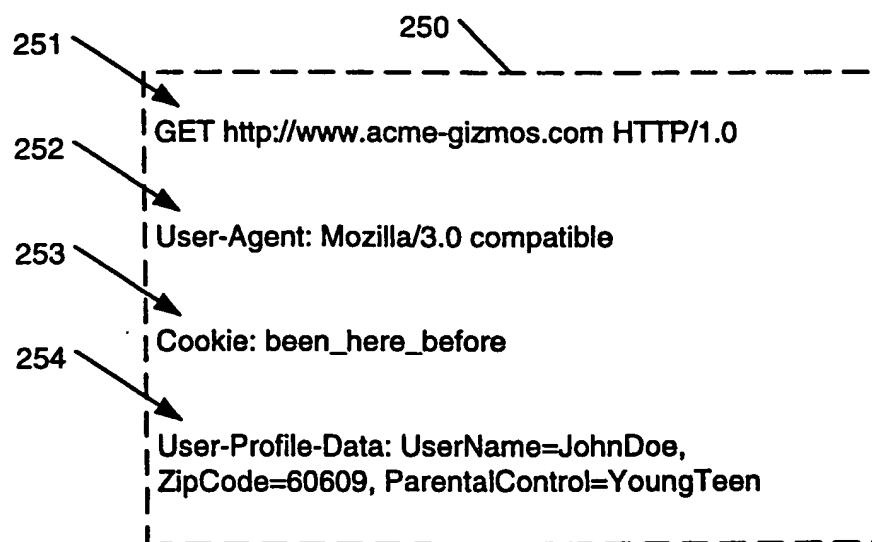 250
251
GET http://www.acme-gizmos.com HTTP/1.0
252
User-Agent: Mozilla/3.0 compatible
253
Cookie: been_here_before
254
User-Profile-Data: UserName=JohnDoe,
ZipCode=60609, ParentalControl=YoungTeen